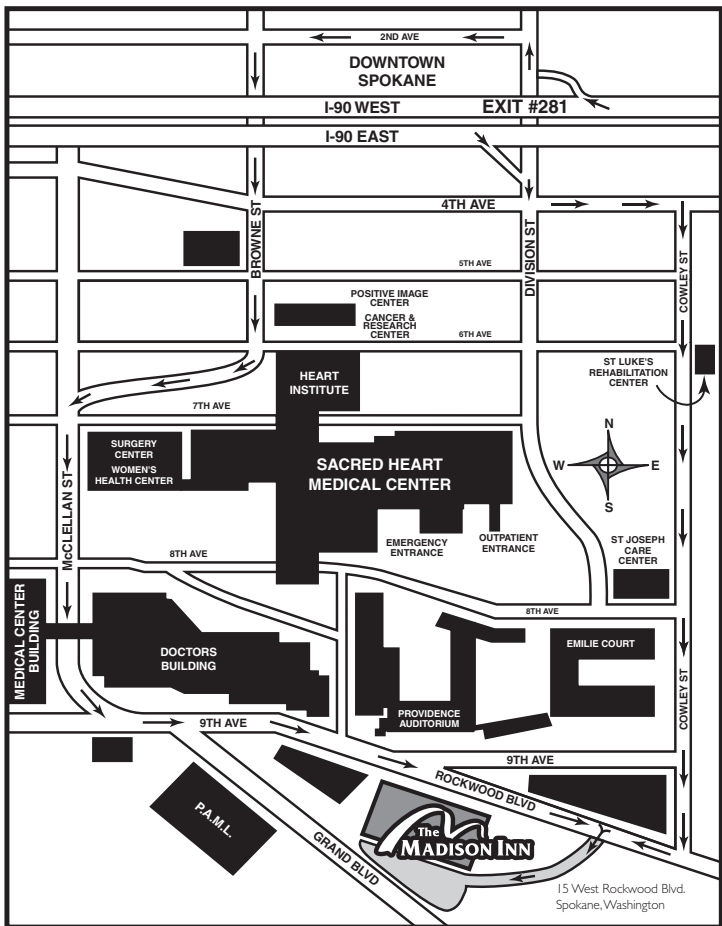 2ND AVE
DOWNTOWN
SPOKANE
I-90 WEST
EXIT #281
I-90 EAST
4TH AVE
BROWNE ST
DIVISION ST
COWLEY ST
5TH AVE
POSITIVE IMAGE
CENTER
CANCER &
RESEARCH
CENTER
6TH AVE
HEART
INSTITUTE
ST LUKE'S
REHABILITATION
CENTER
7TH AVE
N
W
E
S
SURGERY
CENTER
WOMEN'S
HEALTH CENTER
SACRED HEART
MEDICAL CENTER
McCLELLAN ST
EMERGENCY
ENTRANCE
OUTPATIENT
ENTRANCE
ST JOSEPH
CARE
CENTER
8TH AVE
8TH AVE
MEDICAL CENTER
BUILDING
DOCTORS
BUILDING
EMILIE COURT
COWLEY ST
PROVIDENCE
AUDITORIUM
9TH AVE
9TH AVE
ROCKWOOD BLVD
P.A.M.L.
GRAND BLVD
The
MADISON INN
15 West Rockwood Blvd.
Spokane, Washington